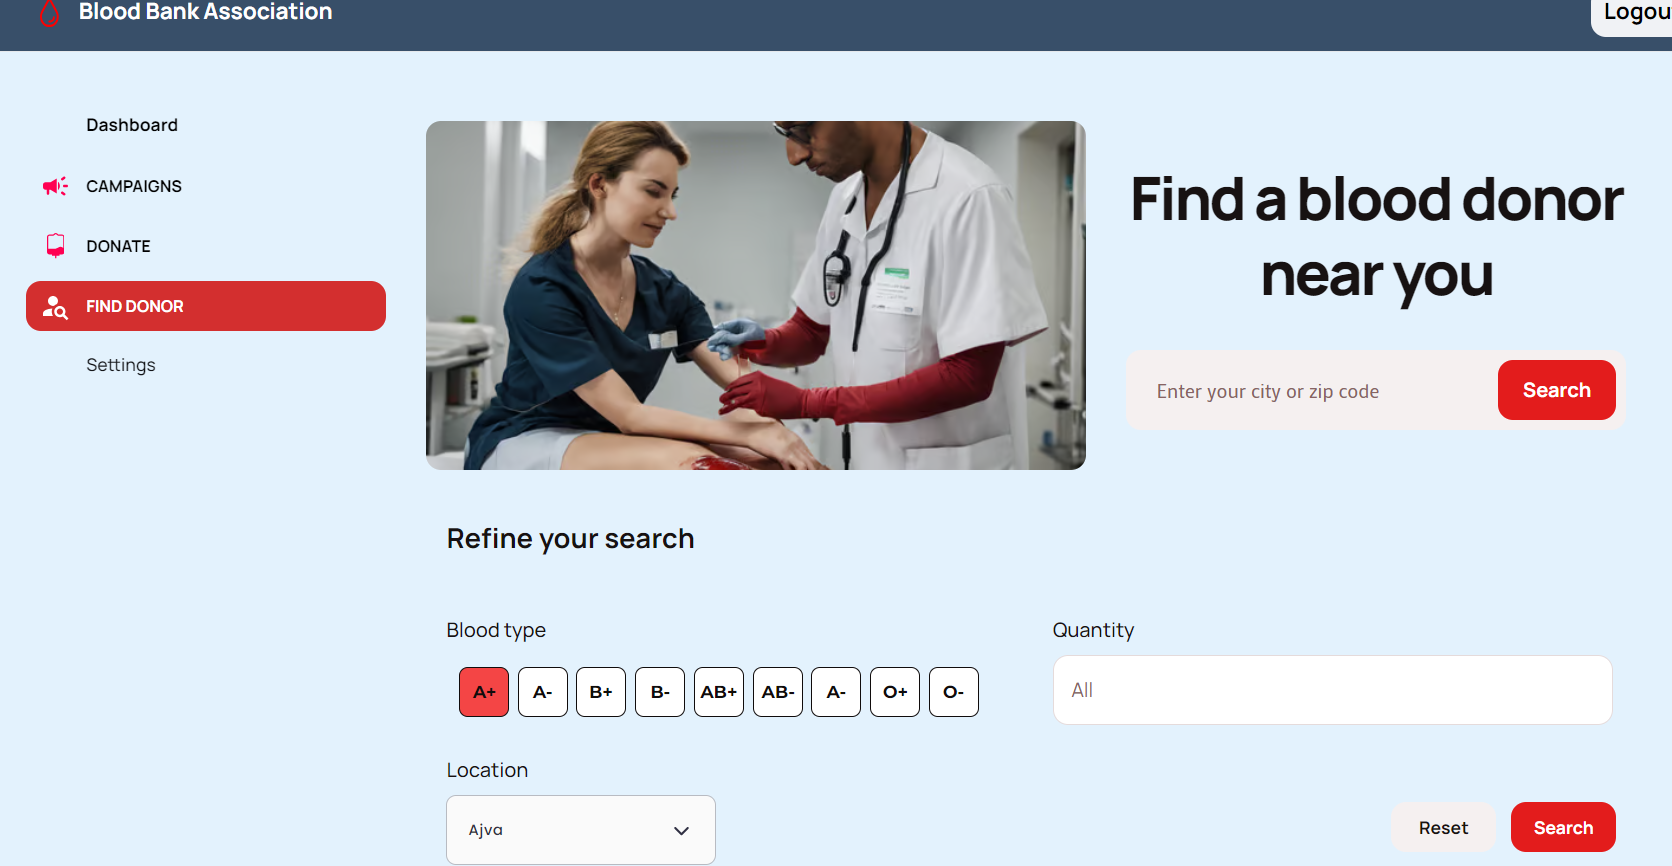 Blood Bank Association
Logou
Dashboard
CAMPAIGNS
DONATE
FIND DONOR
Settings
Find a blood donor
near you
Enter your city or zip code
Search
Refine your search
Blood type
Quantity
A+ A- B+ B- AB+ AB- A- O+ O-
All
Location
Ajva
Reset
Search